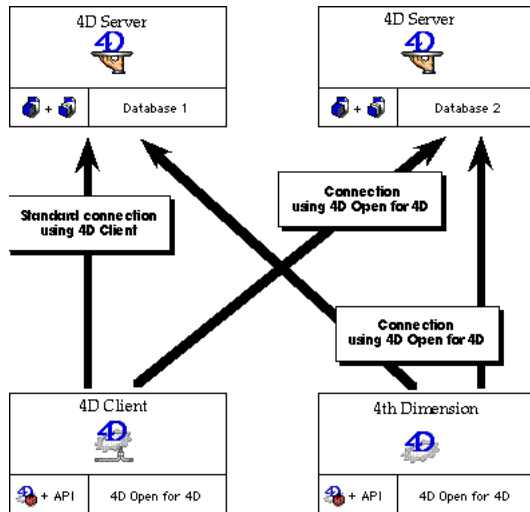 4D Server
4D
+
Database 1
4D Server
4D
+
Database 2
Standard connection
using 4D Client
Connection
using 4D Open for 4D
Connection
using 4D Open for 4D
4D Client
4D
4D + API
4D Open for 4D
4th Dimension
4D
4D + API
4D Open for 4D